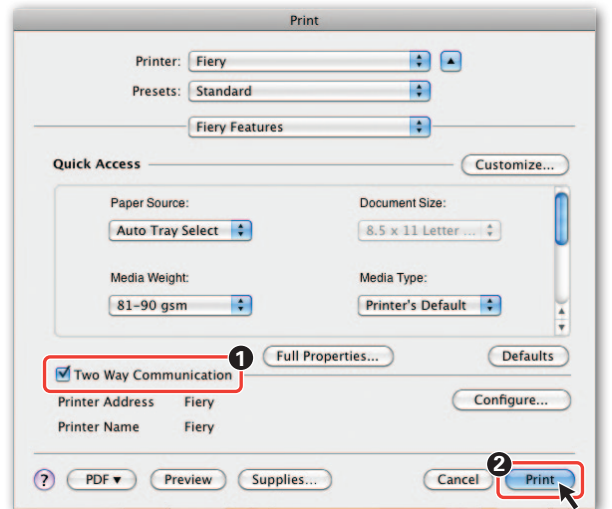 Print
Printer: Fiery
Presets: Standard
Fiery Features
Quick Access Customize...
Paper Source: Document Size:
Auto Tray Select 8.5 x 11 Letter ...
Media Weight: Media Type:
81-90 gsm Printer's Default
1 Full Properties... Defaults
Two Way Communication
Printer Address Fiery Configure...
Printer Name Fiery
2
? PDF▼ Preview Supplies... Cancel Print